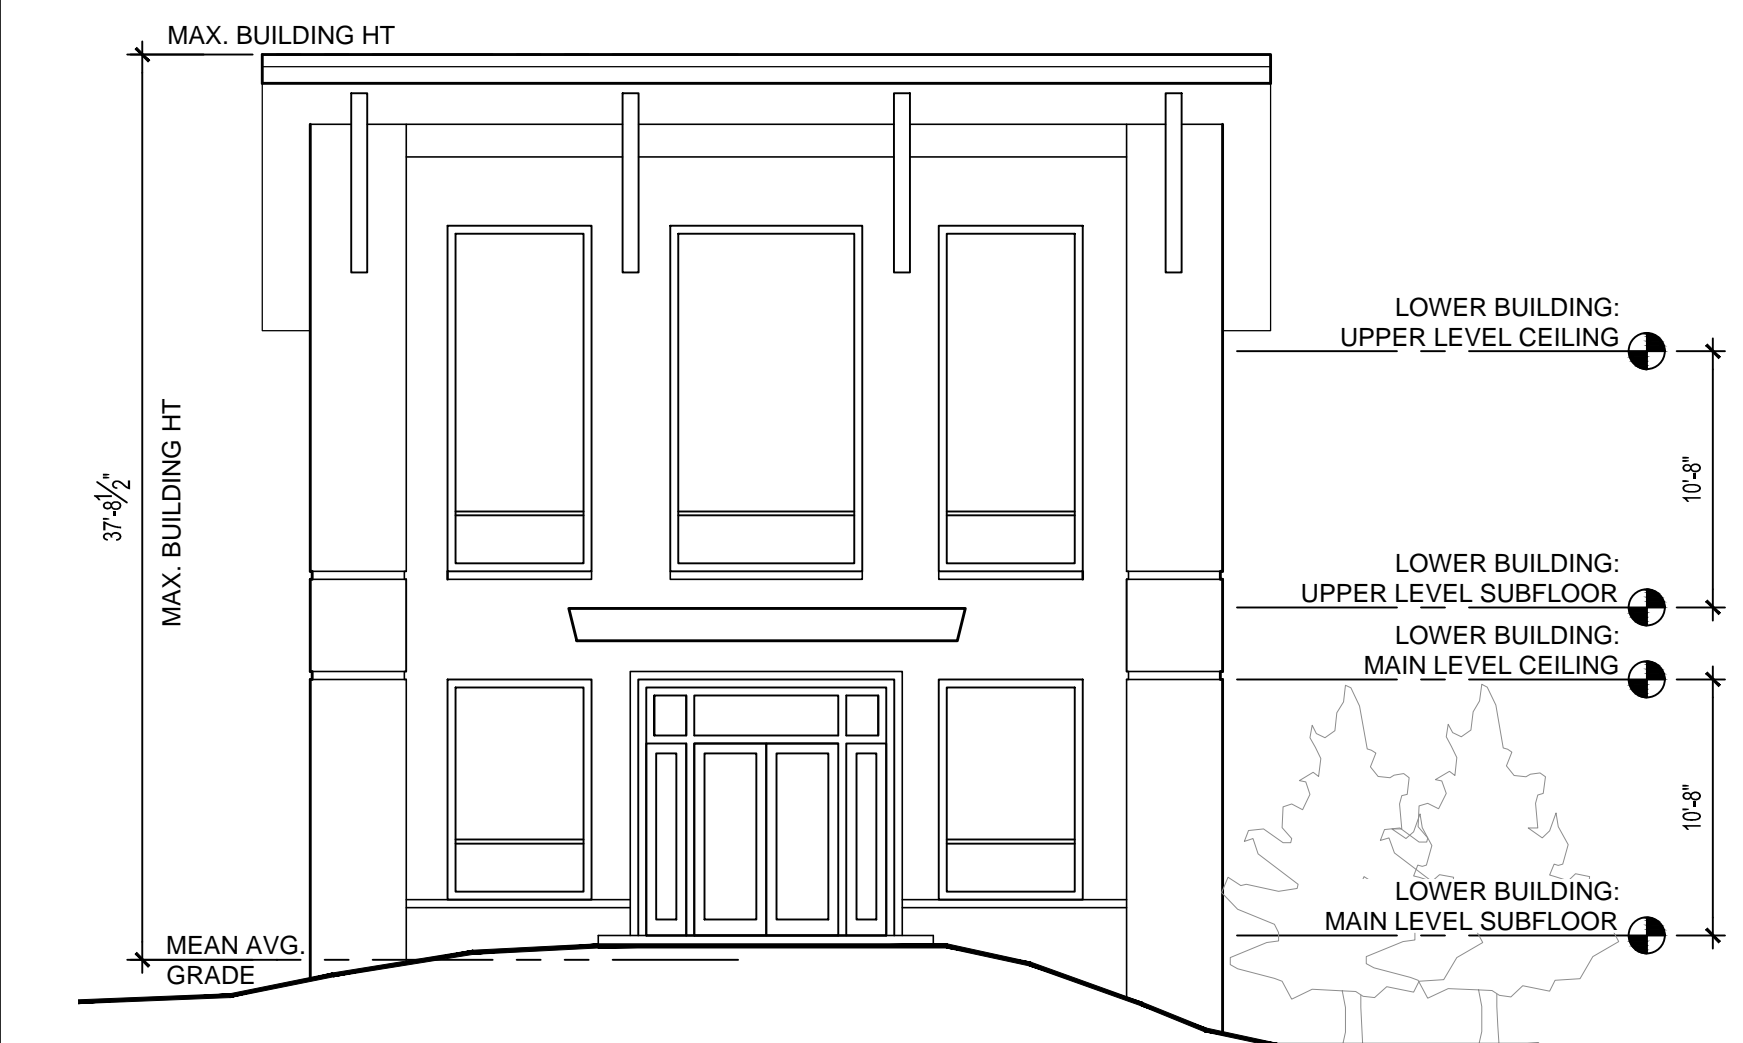 MAX. BUILDING HT
37'-8½"
MAX. BUILDING HT
LOWER BUILDING:
UPPER LEVEL CEILING
10'-8"
LOWER BUILDING:
UPPER LEVEL SUBFLOOR
LOWER BUILDING:
MAIN LEVEL CEILING
10'-8"
LOWER BUILDING:
MAIN LEVEL SUBFLOOR
MEAN AVG.
GRADE